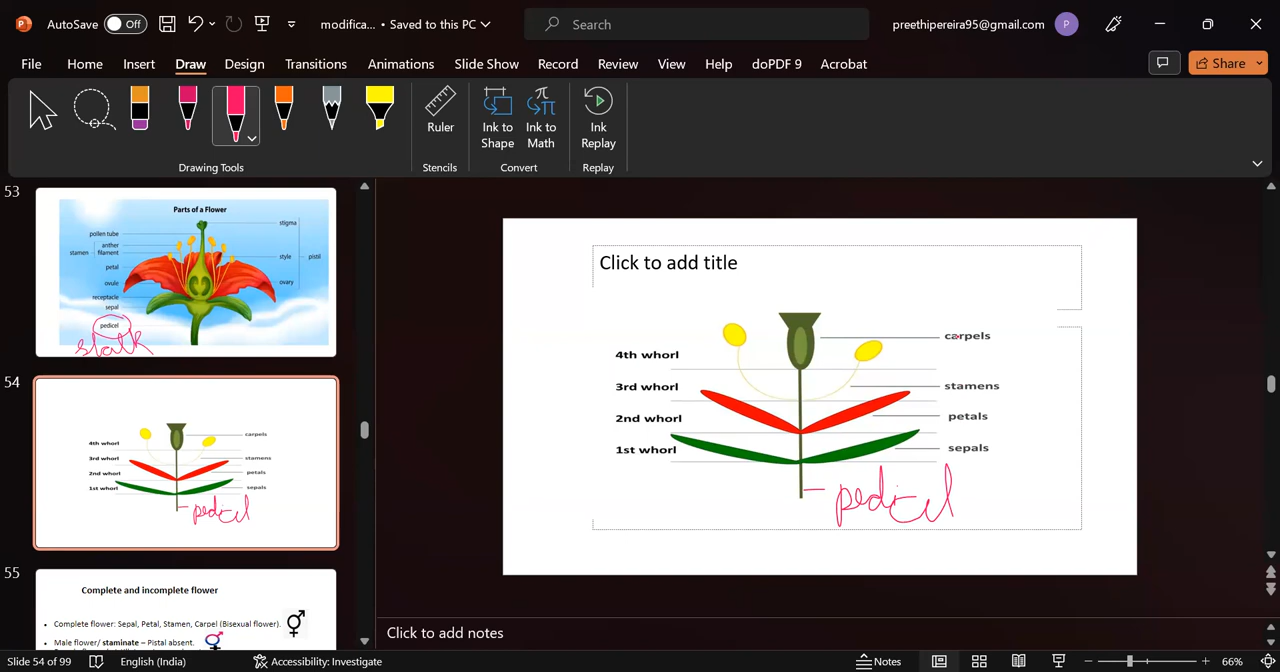 AutoSave Off modifica... • Saved to this PC Search preethipereira95@gmail.com P
File Home Insert Draw Design Transitions Animations Slide Show Record Review View Help doPDF 9 Acrobat Share
Ruler Ink to Shape Ink to Math Ink Replay
Drawing Tools Stencils Convert Replay
53
Parts of a Flower
stigma
pollen tube
anther
stamen filament
style pistil
petal
ovule
ovary
receptacle
sepal
pedicel
stalk
54
carpels
4th whorl
3rd whorl stamens
2nd whorl petals
1st whorl sepals
pedicel
55
Complete and incomplete flower
• Complete flower: Sepal, Petal, Stamen, Carpel (Bisexual flower).
• Male flower/ staminate – Pistal absent.
Click to add title
carpels
4th whorl
3rd whorl stamens
2nd whorl petals
1st whorl sepals
pedicel
Click to add notes
Slide 54 of 99 English (India) Accessibility: Investigate Notes 66%